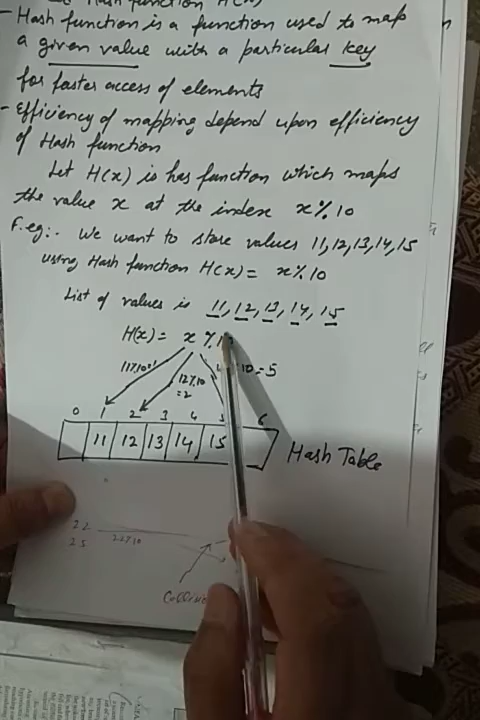 - Hash function is a function used to map
a given value with a particular key
for faster access of elements
- Efficiency of mapping depend upon efficiency
of Hash function
Let H(x) is has function which maps
the value x at the index x%10
F.eg:- We want to store values 11,12,13,14,15
using Hash function H(x) = x%10
List of values is 11, 12, 13, 14, 15
H(x) = x %
11%10=1
12%10
=2
10=5
0 1 2 3 4 5 6
11 12 13 14 15
Hash Table
22
25
22%10